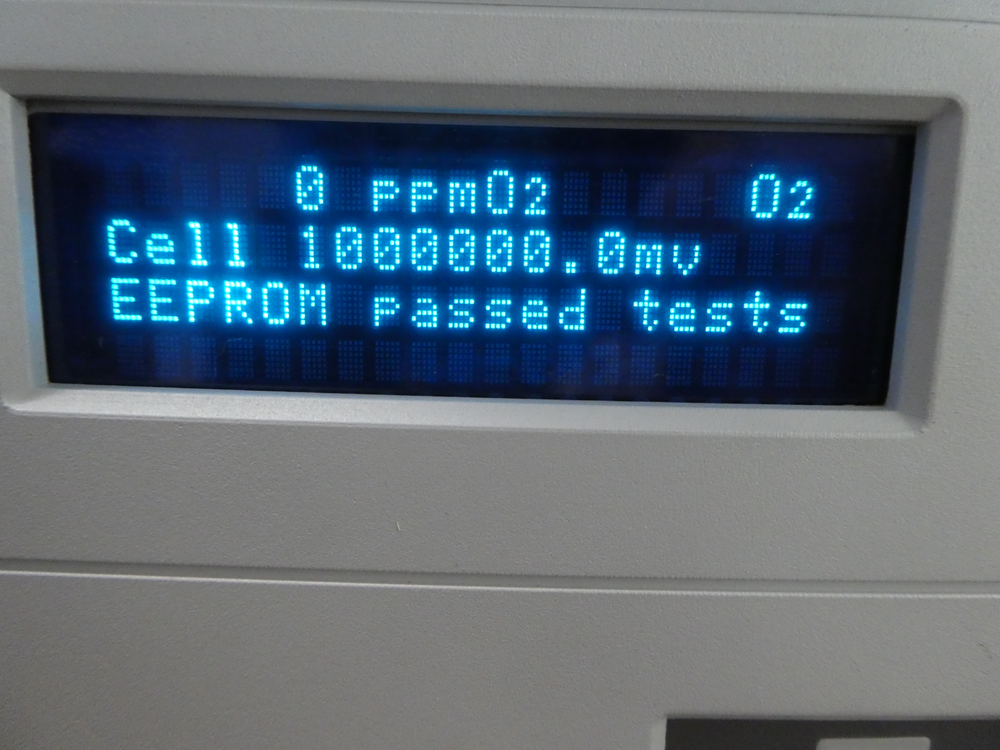 0 ppmO2 O2
Cell 1000000.0mv
EEPROM passed tests